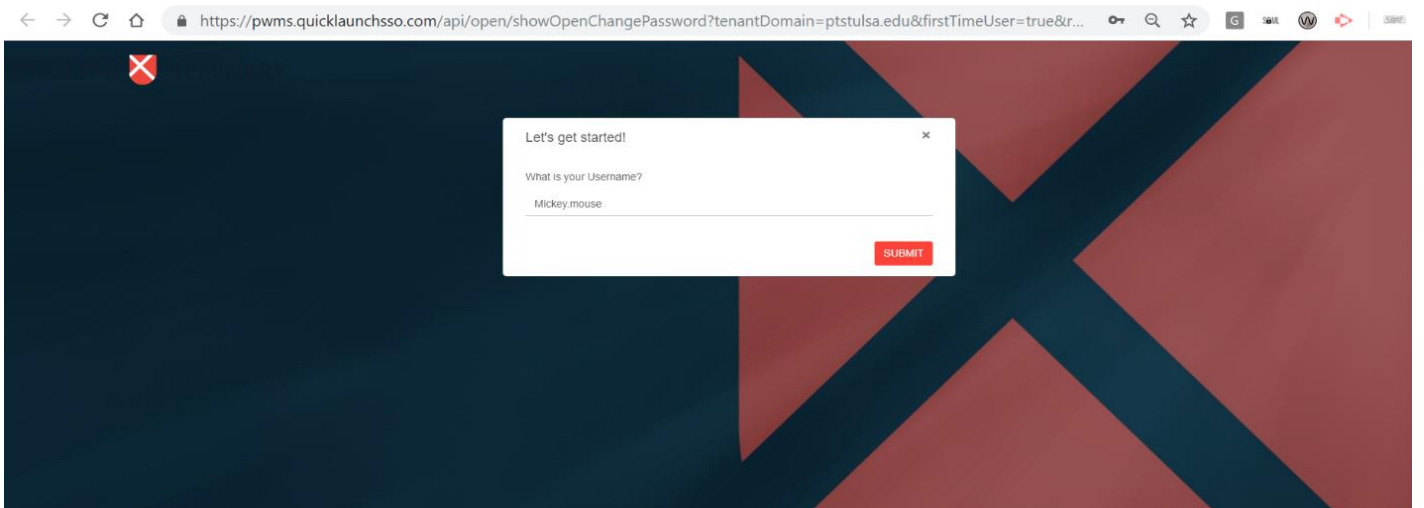 https://pwms.quicklaunchsso.com/api/open/showOpenChangePassword?tenantDomain=ptstulsa.edu&firstTimeUser=true&r...
Let's get started!
×
What is your Username?
Mickey.mouse
SUBMIT